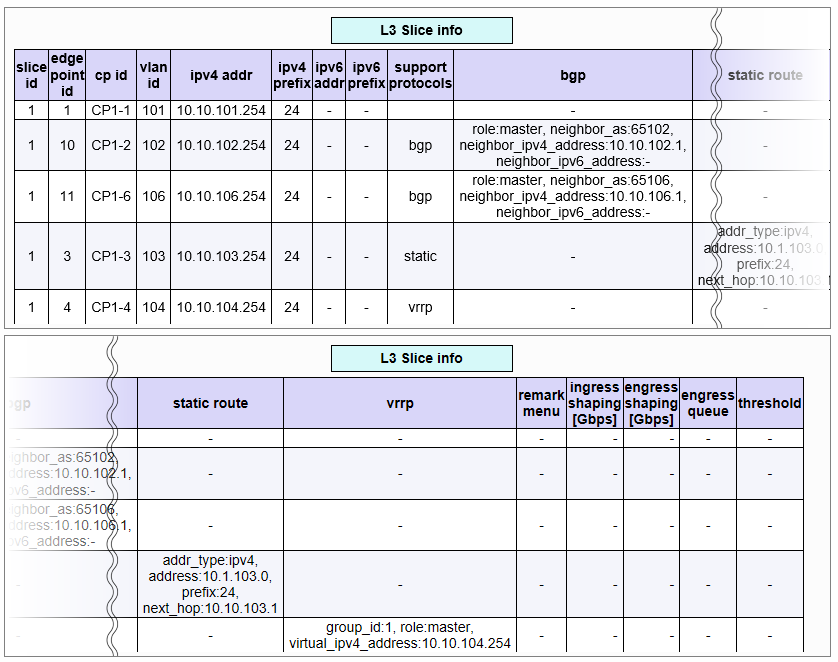 L3 Slice info
slice id edge point id cp id vlan id ipv4 addr ipv4 prefix ipv6 addr ipv6 prefix support protocols bgp static route
1 1 CP1-1 101 10.10.101.254 24 - - - -
1 10 CP1-2 102 10.10.102.254 24 - - bgp role:master, neighbor_as:65102, neighbor_ipv4_address:10.10.102.1, neighbor_ipv6_address:- -
1 11 CP1-6 106 10.10.106.254 24 - - bgp role:master, neighbor_as:65106, neighbor_ipv4_address:10.10.106.1, neighbor_ipv6_address:- -
1 3 CP1-3 103 10.10.103.254 24 - - static - addr_type:ipv4, address:10.1.103.0 prefix:24, next_hop:10.10.103.1
1 4 CP1-4 104 10.10.104.254 24 - - vrrp - -
L3 Slice info
bgp static route vrrp remark menu ingress shaping [Gbps] engress shaping [Gbps] engress queue threshold
- - - - - - - -
ighbor_as:65102, ddress:10.10.102.1, pv6_address:- - - - - - - -
ighbor_as:65106, ddress:10.10.106.1, pv6_address:- - - - - - - -
- addr_type:ipv4, address:10.1.103.0, prefix:24, next_hop:10.10.103.1 - - - - - -
- - group_id:1, role:master, virtual_ipv4_address:10.10.104.254 - - - - -